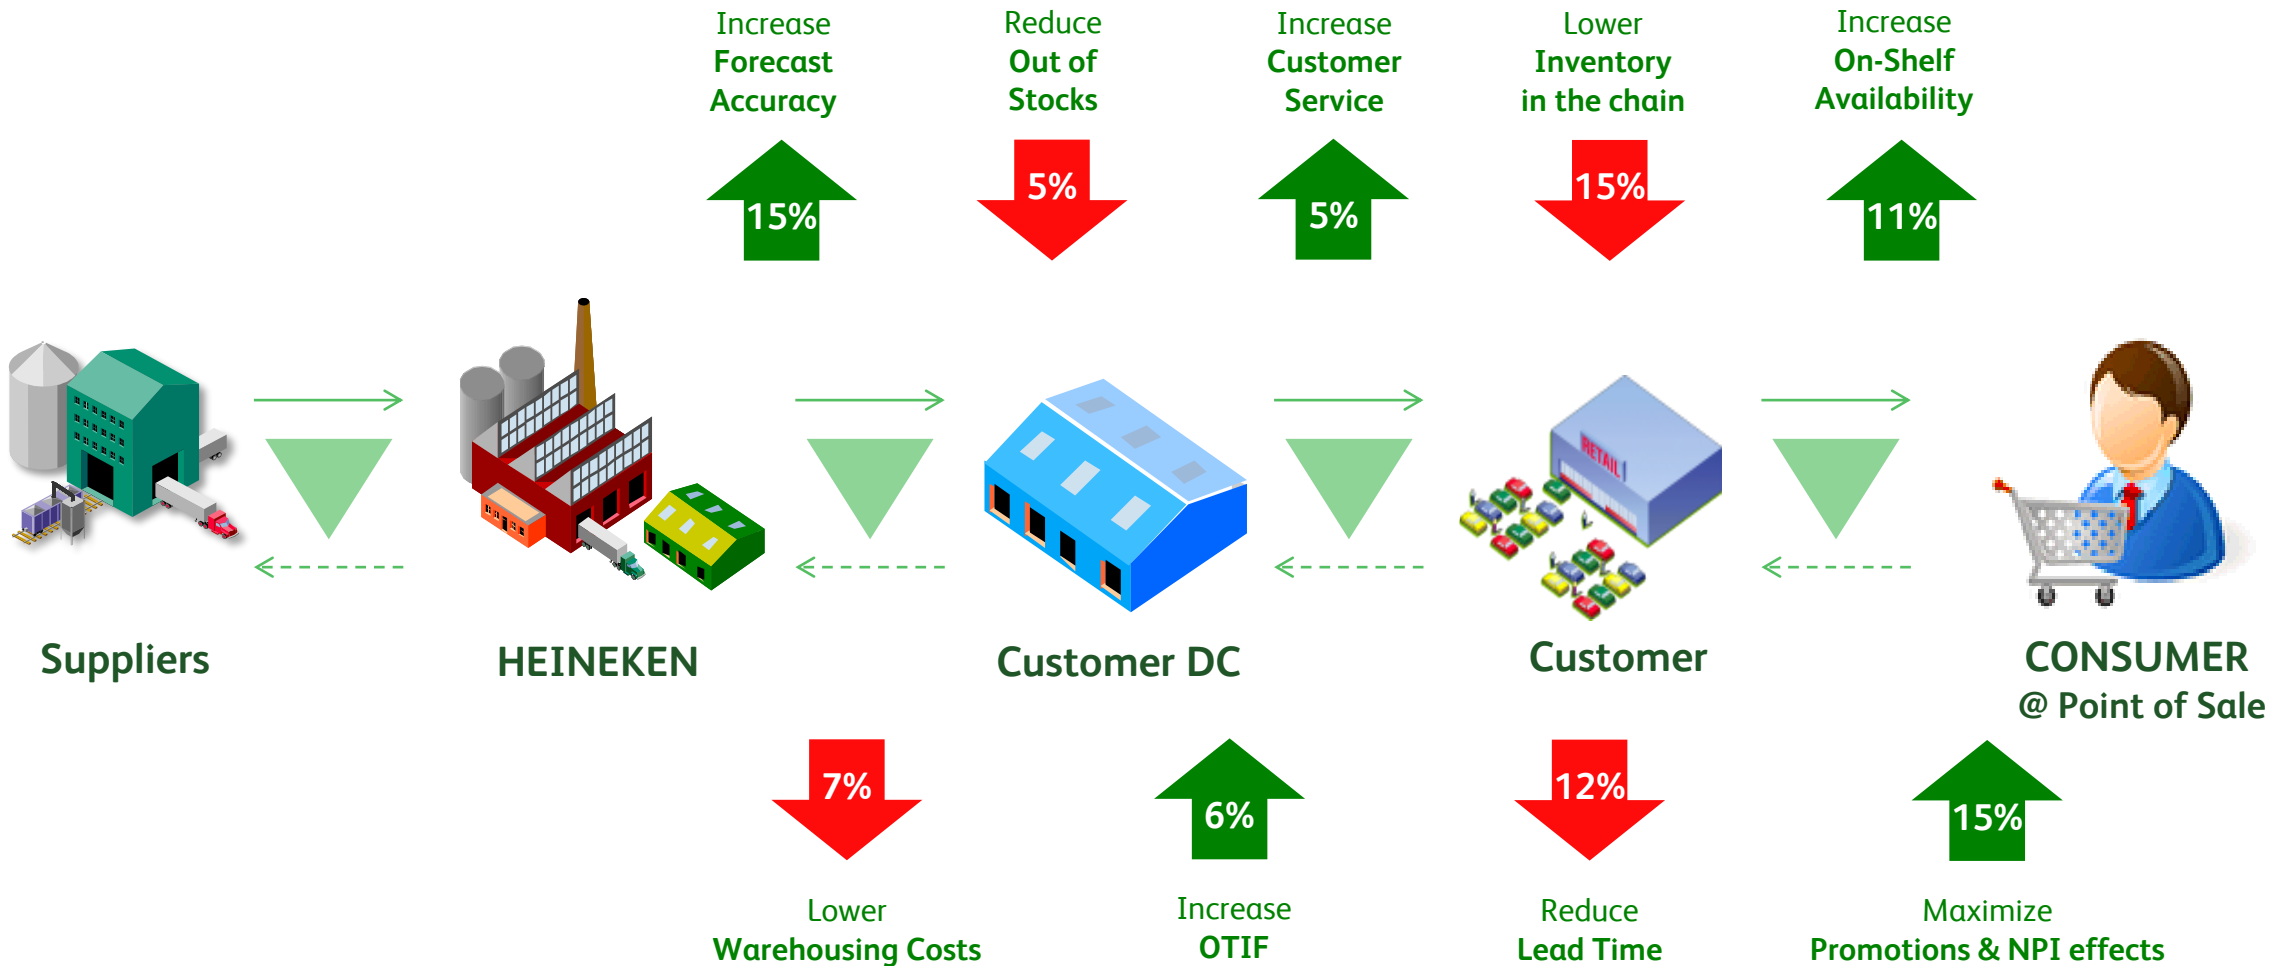 Increase
Forecast
Accuracy
Reduce
Out of
Stocks
Increase
Customer
Service
Lower
Inventory
in the chain
Increase
On-Shelf
Availability
15%
5%
5%
15%
11%
RETAIL
Suppliers
HEINEKEN
Customer DC
Customer
CONSUMER
@ Point of Sale
7%
6%
12%
15%
Lower
Warehousing Costs
Increase
OTIF
Reduce
Lead Time
Maximize
Promotions & NPI effects